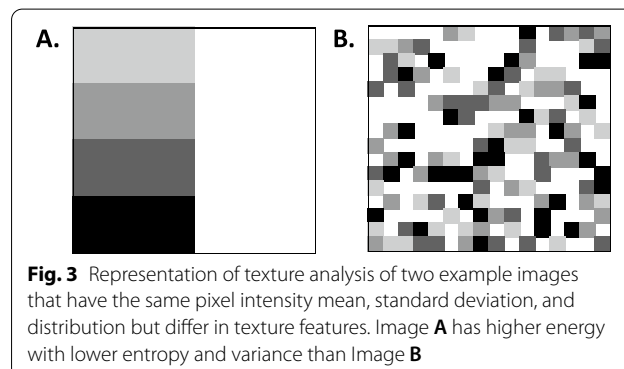 A. B.
Fig. 3 Representation of texture analysis of two example images
that have the same pixel intensity mean, standard deviation, and
distribution but differ in texture features. Image A has higher energy
with lower entropy and variance than Image B